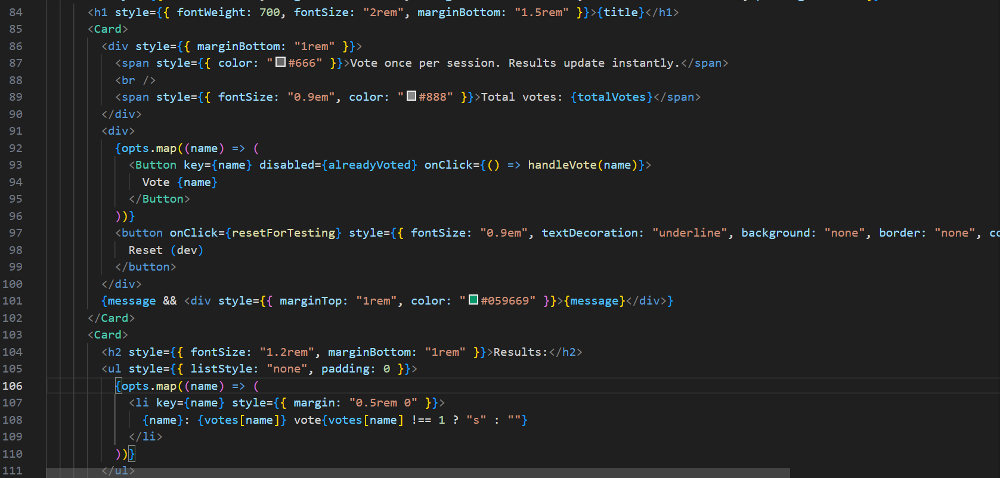 84 <h1 style={{ fontWeight: 700, fontSize: "2rem", marginBottom: "1.5rem" }}>{title}</h1>
85 <Card>
86 <div style={{ marginBottom: "1rem" }}>
87 <span style={{ color: "#666" }}>Vote once per session. Results update instantly.</span>
88 <br />
89 <span style={{ fontSize: "0.9em", color: "#888" }}>Total votes: {totalVotes}</span>
90 </div>
91 <div>
92 {opts.map((name) => (
93 <Button key={name} disabled={alreadyVoted} onClick={() => handleVote(name)}>
94 Vote {name}
95 </Button>
96 ))}
97 <button onClick={resetForTesting} style={{ fontSize: "0.9em", textDecoration: "underline", background: "none", border: "none", co
98 Reset (dev)
99 </button>
100 </div>
101 {message && <div style={{ marginTop: "1rem", color: "#059669" }}>{message}</div>}
102 </Card>
103 <Card>
104 <h2 style={{ fontSize: "1.2rem", marginBottom: "1rem" }}>Results:</h2>
105 <ul style={{ listStyle: "none", padding: 0 }}>
106 {opts.map((name) => (
107 <li key={name} style={{ margin: "0.5rem 0" }}>
108 {name}: {votes[name]} vote{votes[name] !== 1 ? "s" : ""}
109 </li>
110 ))}
111 </ul>